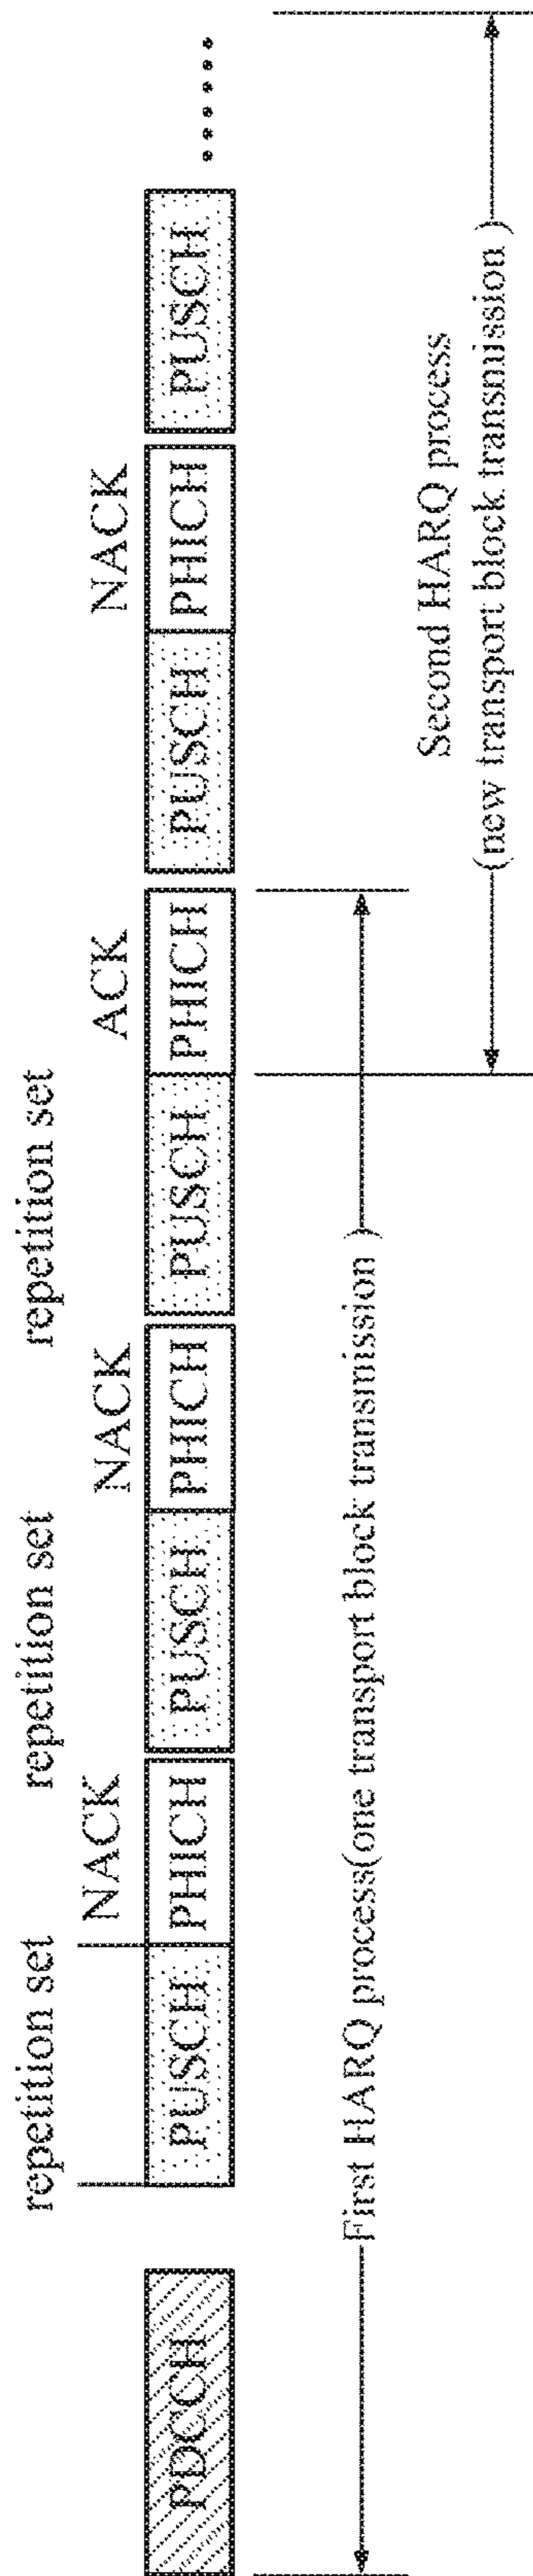 repetition set
repetition set
repetition set
NACK
NACK
ACK
NACK
PDCCH
PUSCH
PHICH
PUSCH
PHICH
PUSCH
PHICH
PUSCH
PHICH
PUSCH
First HARQ process(one transport block transmission )
Second HARQ process
(new transport block transmission )